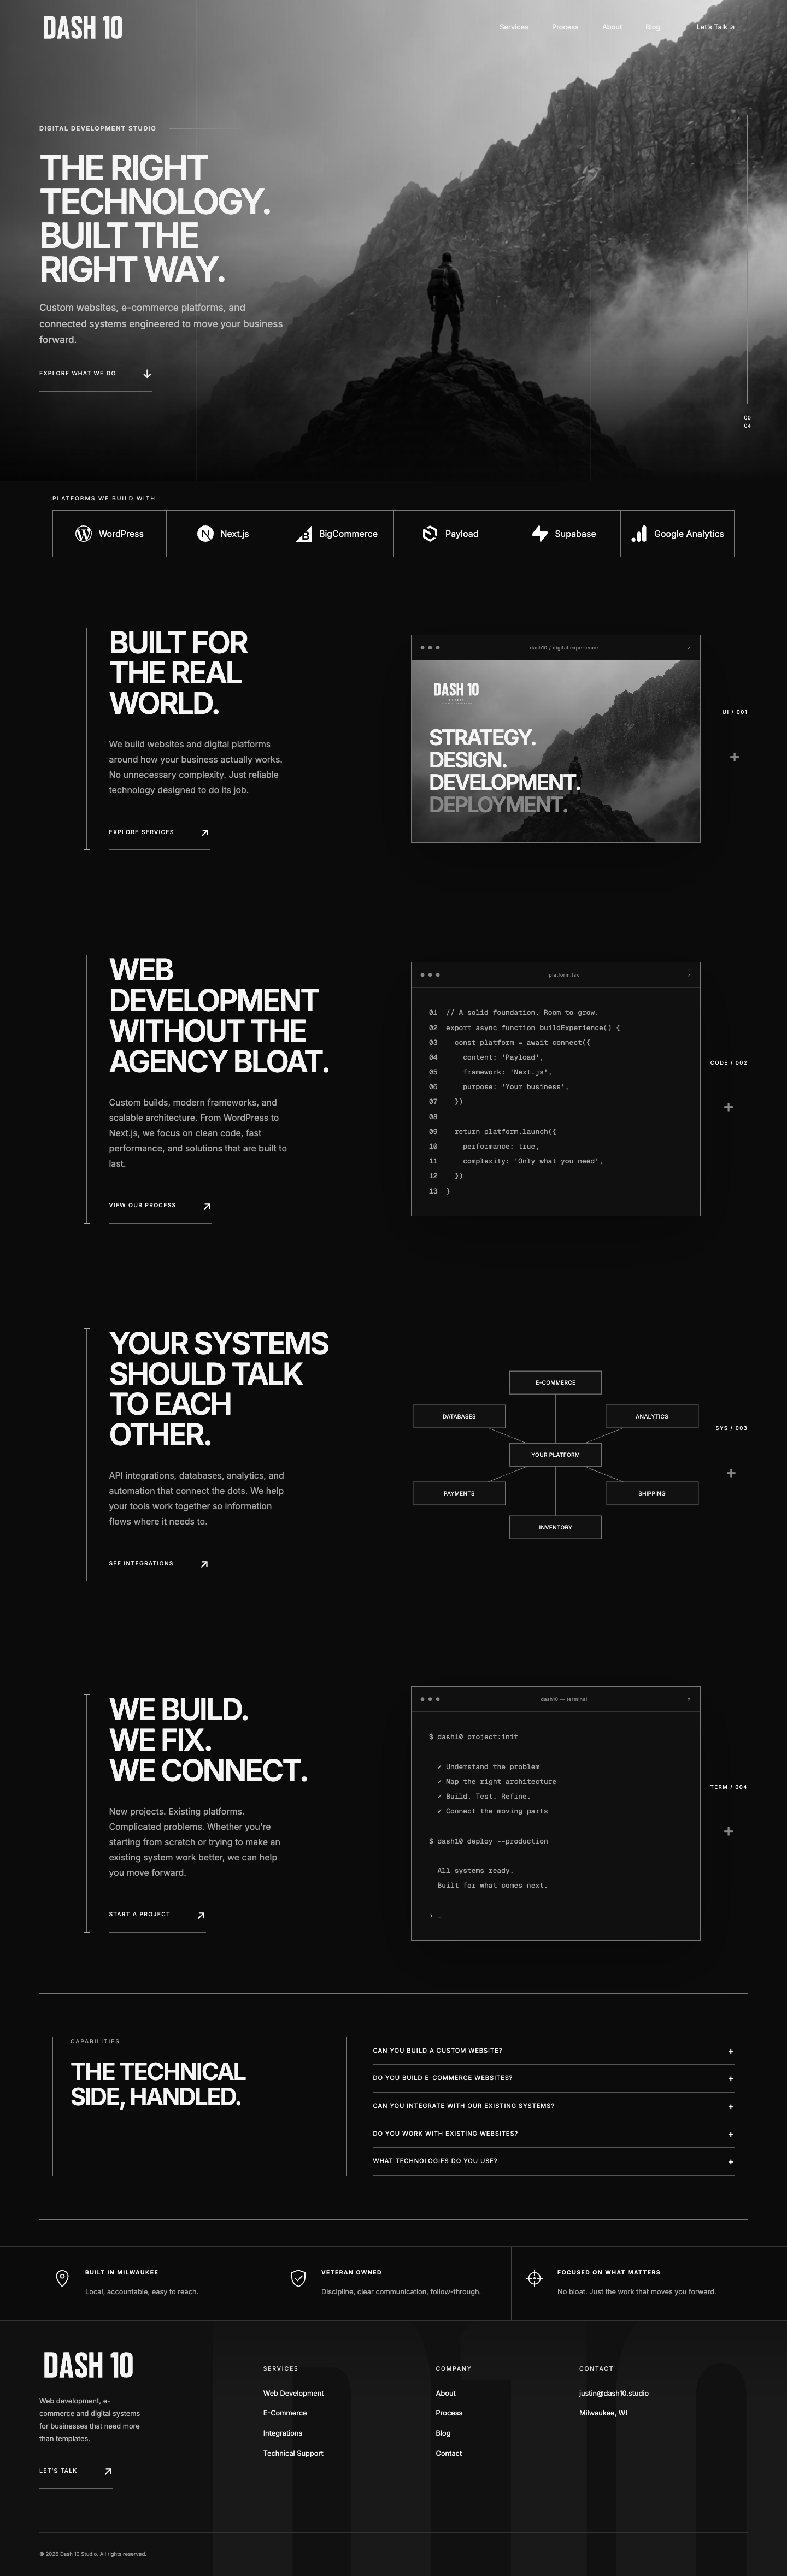 DASH 10
Services Process About Blog Let's Talk ↗
DIGITAL DEVELOPMENT STUDIO
THE RIGHT
TECHNOLOGY.
BUILT THE
RIGHT WAY.
Custom websites, e-commerce platforms, and
connected systems engineered to move your business
forward.
EXPLORE WHAT WE DO ↓
00
04
PLATFORMS WE BUILD WITH
WordPress Next.js BigCommerce Payload Supabase Google Analytics
BUILT FOR
THE REAL
WORLD.
We build websites and digital platforms
around how your business actually works.
No unnecessary complexity. Just reliable
technology designed to do its job.
EXPLORE SERVICES ↗
dash10 / digital experience ↗
DASH 10
STRATEGY.
DESIGN.
DEVELOPMENT.
DEPLOYMENT.
UI / 001
+
WEB
DEVELOPMENT
WITHOUT THE
AGENCY BLOAT.
Custom builds, modern frameworks, and
scalable architecture. From WordPress to
Next.js, we focus on clean code, fast
performance, and solutions that are built to
last.
VIEW OUR PROCESS ↗
platform.tsx ↗
01 // A solid foundation. Room to grow.
02 export async function buildExperience() {
03 const platform = await connect({
04 content: 'Payload',
05 framework: 'Next.js',
06 purpose: 'Your business',
07 })
08
09 return platform.launch({
10 performance: true,
11 complexity: 'Only what you need',
12 })
13 }
CODE / 002
+
YOUR SYSTEMS
SHOULD TALK
TO EACH
OTHER.
API integrations, databases, analytics, and
automation that connect the dots. We help
your tools work together so information
flows where it needs to.
SEE INTEGRATIONS ↗
E-COMMERCE
DATABASES
ANALYTICS
YOUR PLATFORM
PAYMENTS
SHIPPING
INVENTORY
SYS / 003
+
WE BUILD.
WE FIX.
WE CONNECT.
New projects. Existing platforms.
Complicated problems. Whether you're
starting from scratch or trying to make an
existing system work better, we can help
you move forward.
START A PROJECT ↗
dash10 — terminal ↗
$ dash10 project:init
✓ Understand the problem
✓ Map the right architecture
✓ Build. Test. Refine.
✓ Connect the moving parts
$ dash10 deploy --production
All systems ready.
Built for what comes next.
› _
TERM / 004
+
CAPABILITIES
THE TECHNICAL
SIDE, HANDLED.
CAN YOU BUILD A CUSTOM WEBSITE? +
DO YOU BUILD E-COMMERCE WEBSITES? +
CAN YOU INTEGRATE WITH OUR EXISTING SYSTEMS? +
DO YOU WORK WITH EXISTING WEBSITES? +
WHAT TECHNOLOGIES DO YOU USE? +
BUILT IN MILWAUKEE
Local, accountable, easy to reach.
VETERAN OWNED
Discipline, clear communication, follow-through.
FOCUSED ON WHAT MATTERS
No bloat. Just the work that moves you forward.
DASH 10
Web development, e-
commerce and digital systems
for businesses that need more
than templates.
LET'S TALK ↗
SERVICES
Web Development
E-Commerce
Integrations
Technical Support
COMPANY
About
Process
Blog
Contact
CONTACT
justin@dash10.studio
Milwaukee, WI
© 2026 Dash 10 Studio. All rights reserved.